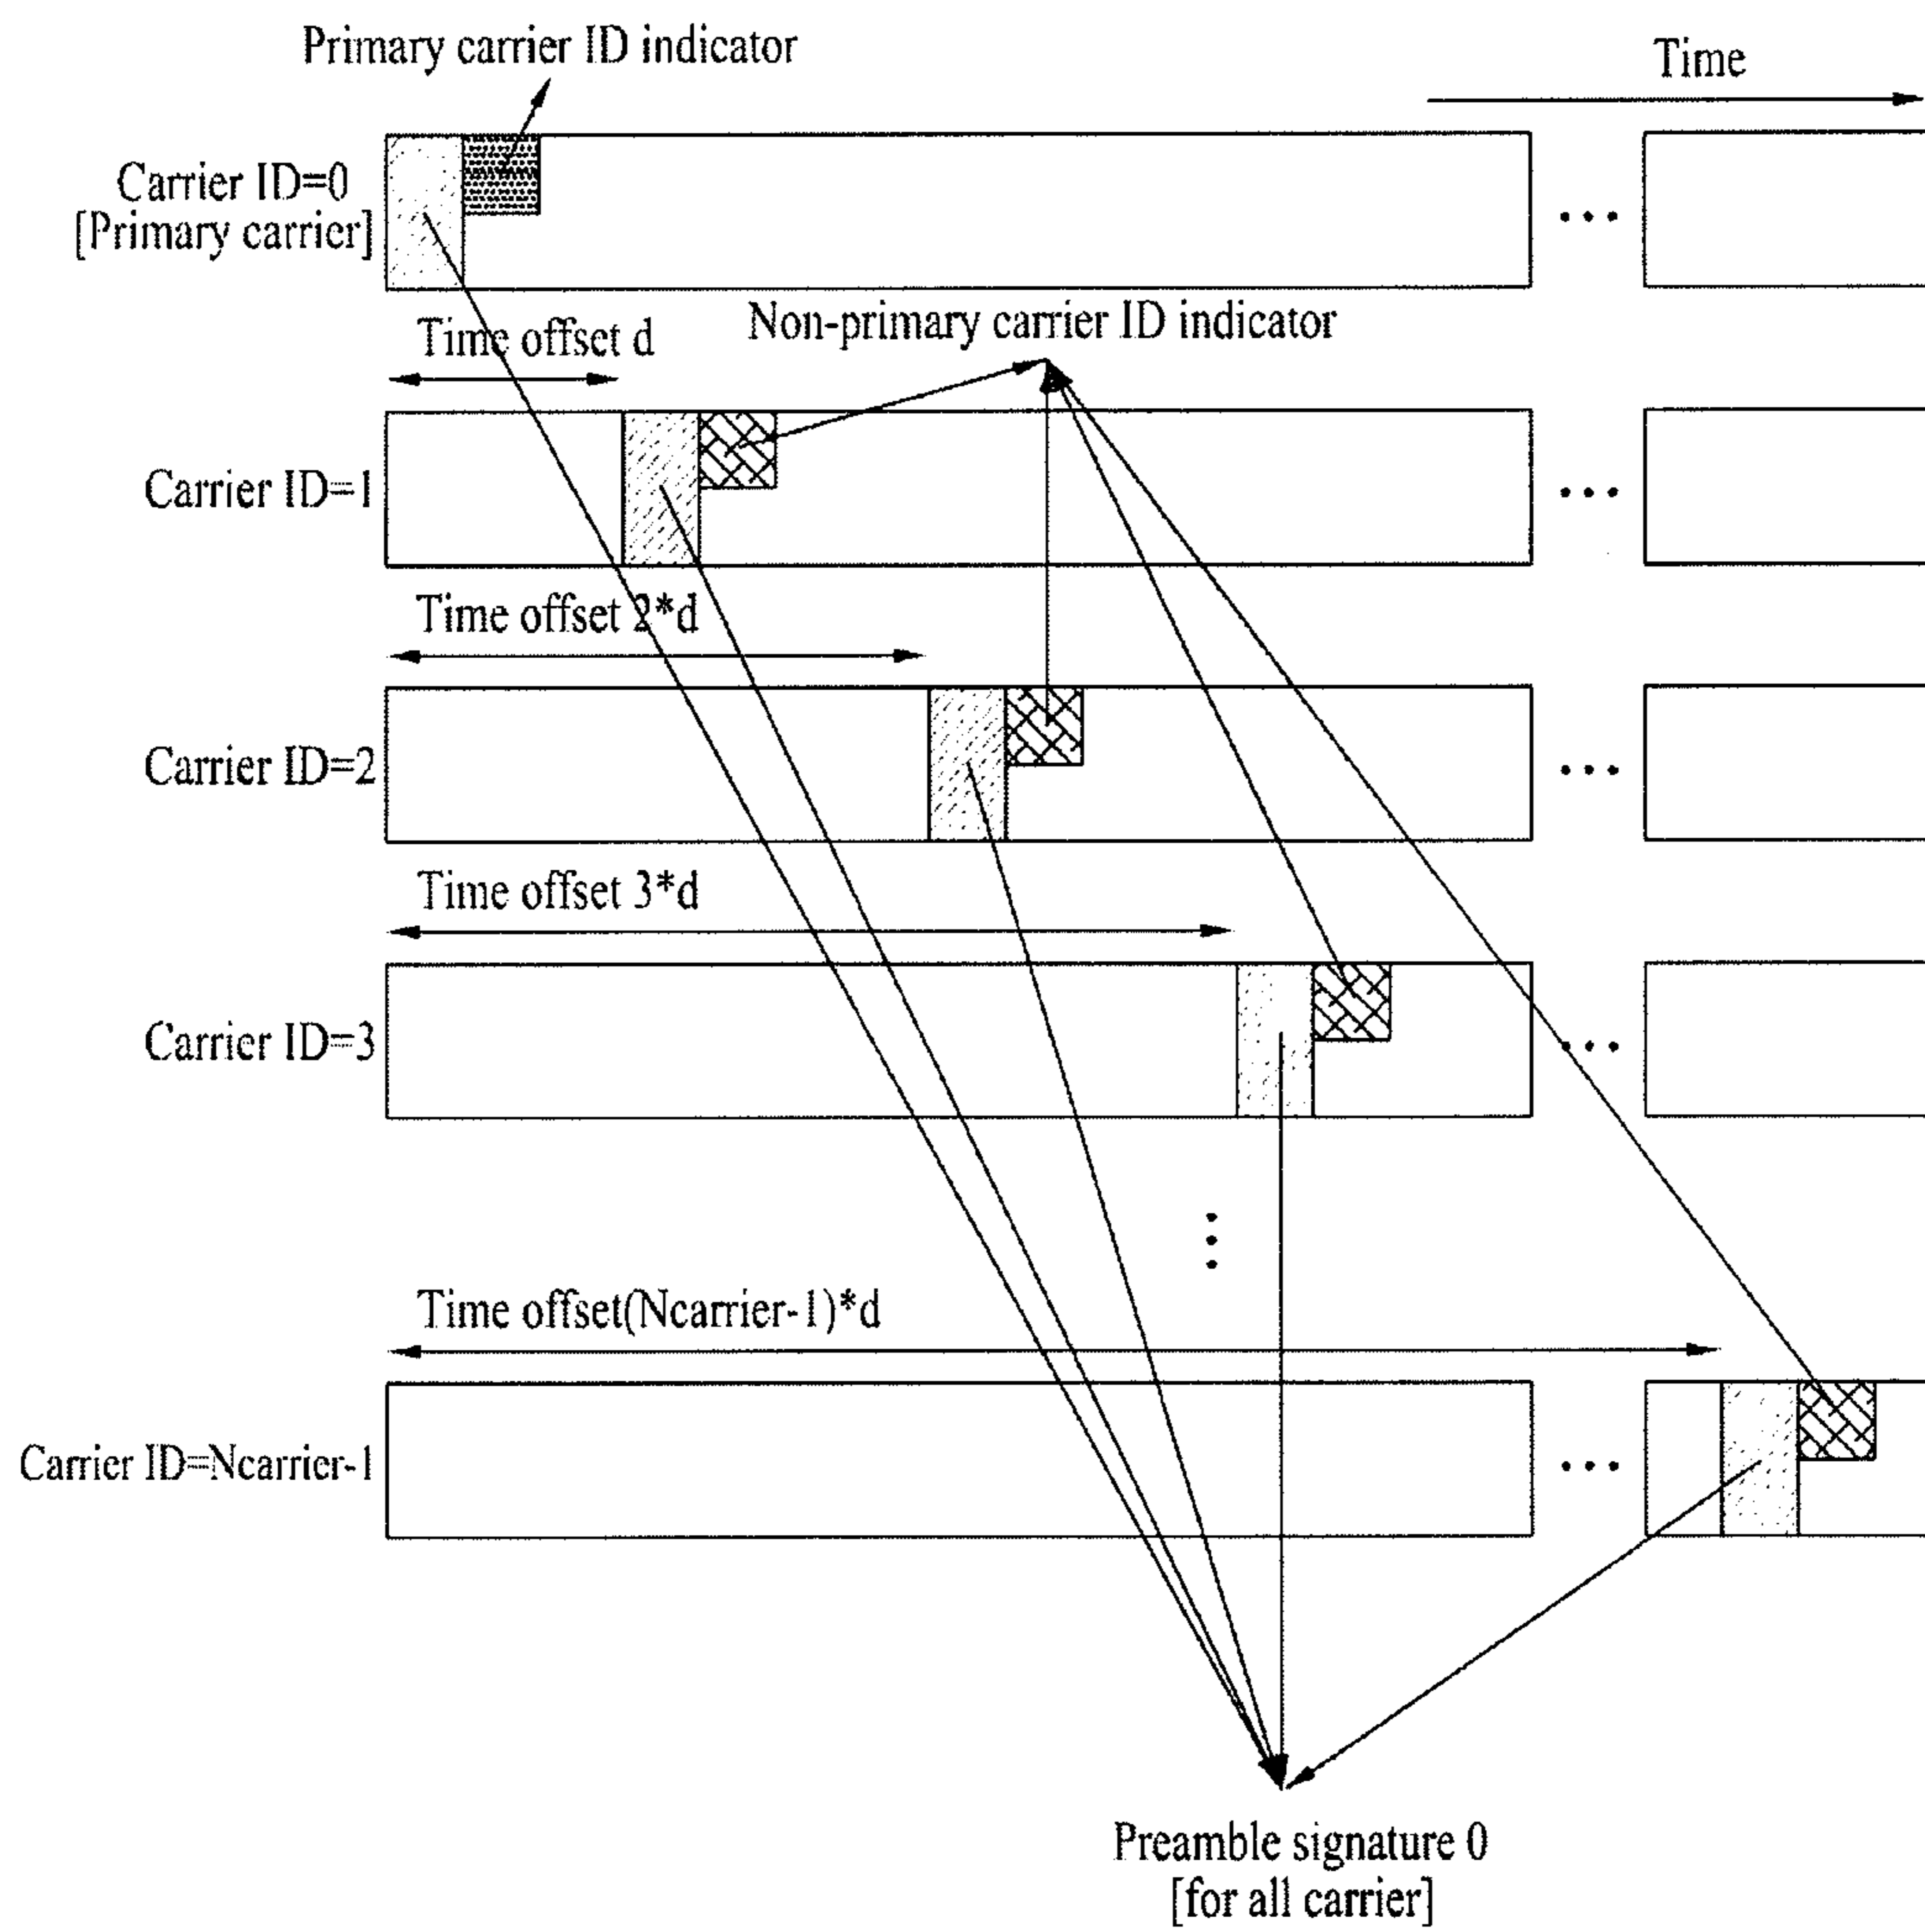 Primary carrier ID indicator
Time
Carrier ID=0
[Primary carrier]
Non-primary carrier ID indicator
Time offset d
Carrier ID=1
Time offset 2*d
Carrier ID=2
Time offset 3*d
Carrier ID=3
Time offset(Ncarrier-1)*d
Carrier ID=Ncarrier-1
Preamble signature 0
[for all carrier]